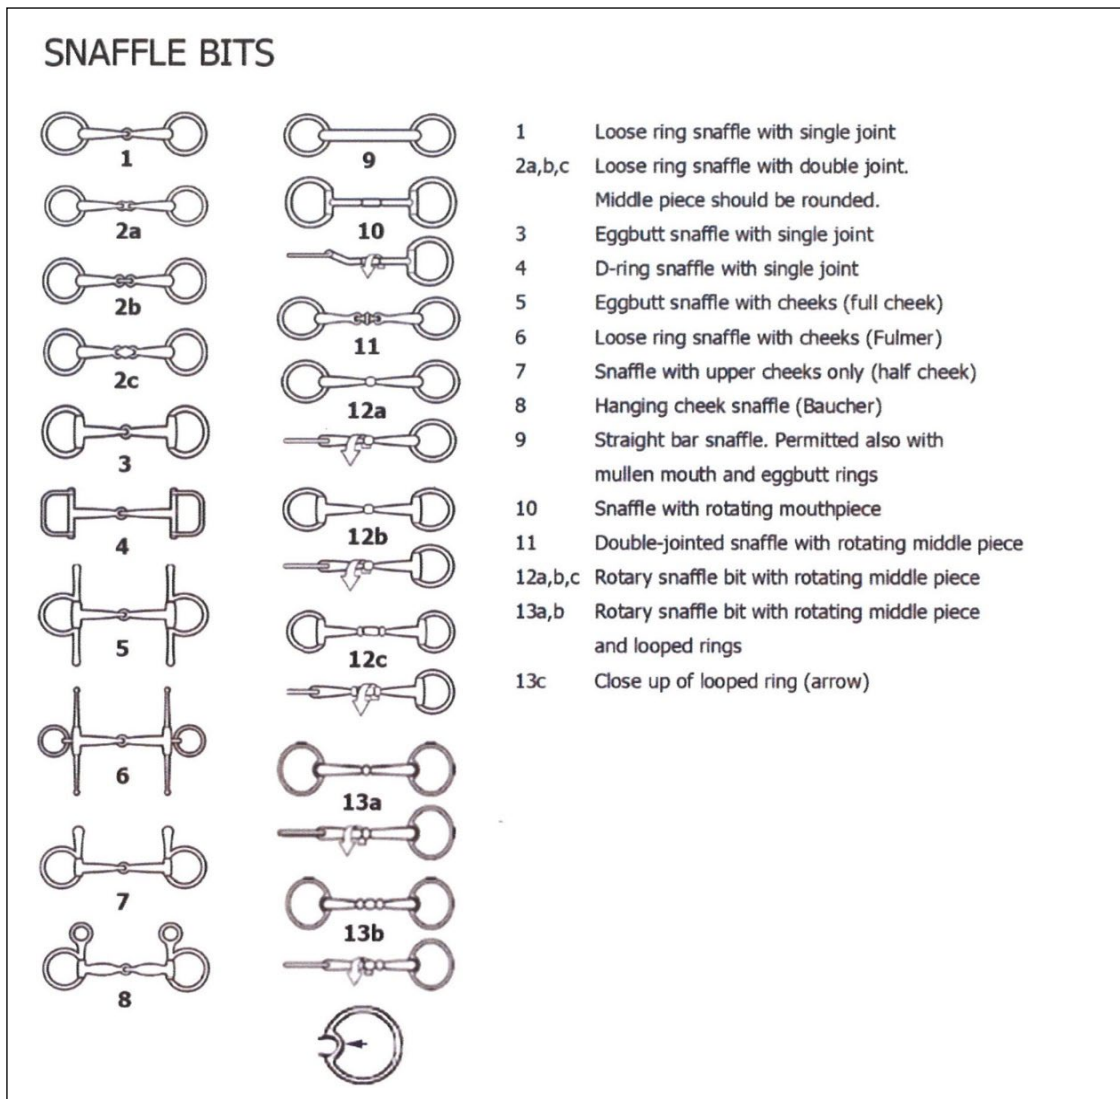 SNAFFLE BITS
1
2a
2b
2c
3
4
5
6
7
8
9
10
11
12a
12b
12c
13a
13b
1 Loose ring snaffle with single joint
2a,b,c Loose ring snaffle with double joint.
Middle piece should be rounded.
3 Eggbutt snaffle with single joint
4 D-ring snaffle with single joint
5 Eggbutt snaffle with cheeks (full cheek)
6 Loose ring snaffle with cheeks (Fulmer)
7 Snaffle with upper cheeks only (half cheek)
8 Hanging cheek snaffle (Baucher)
9 Straight bar snaffle. Permitted also with
mullen mouth and eggbutt rings
10 Snaffle with rotating mouthpiece
11 Double-jointed snaffle with rotating middle piece
12a,b,c Rotary snaffle bit with rotating middle piece
13a,b Rotary snaffle bit with rotating middle piece
and looped rings
13c Close up of looped ring (arrow)